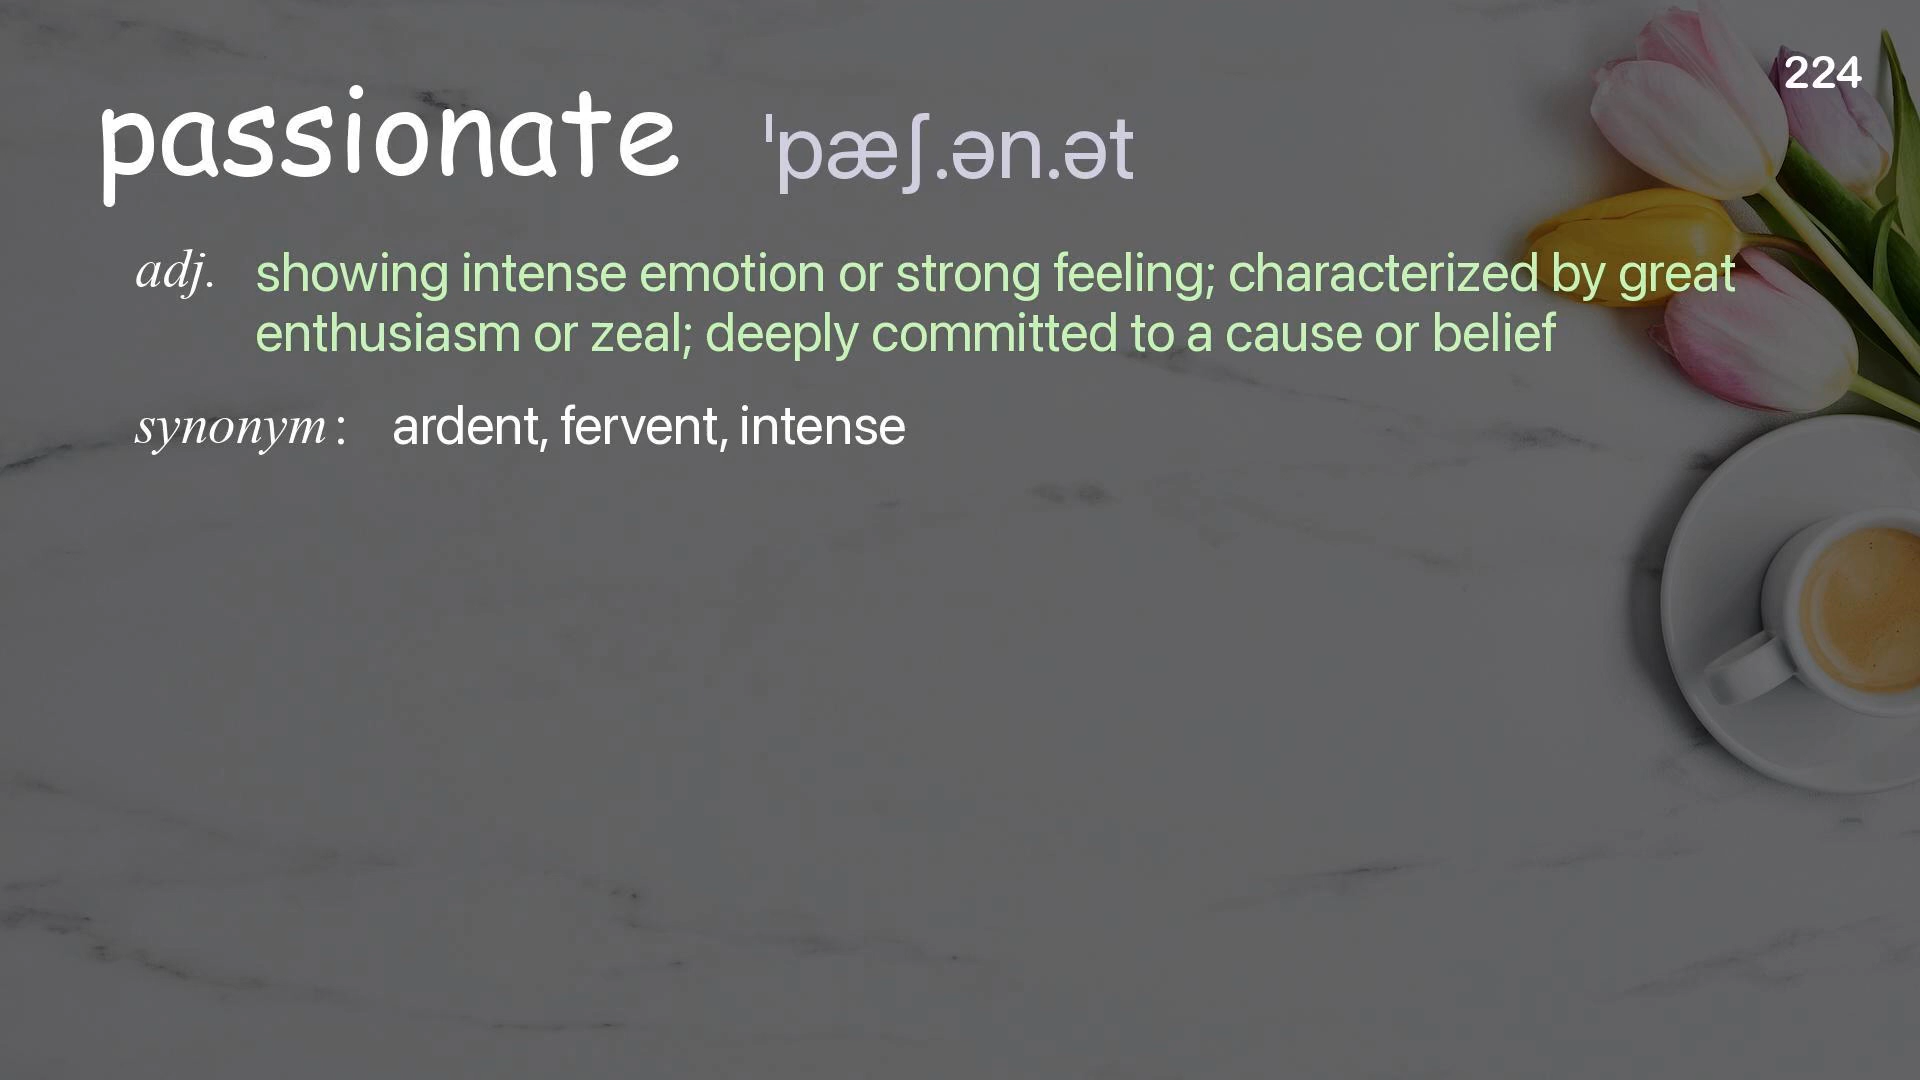 224
passionate ˈpæʃ.ən.ət
adj. showing intense emotion or strong feeling; characterized by great
enthusiasm or zeal; deeply committed to a cause or belief
synonym : ardent, fervent, intense